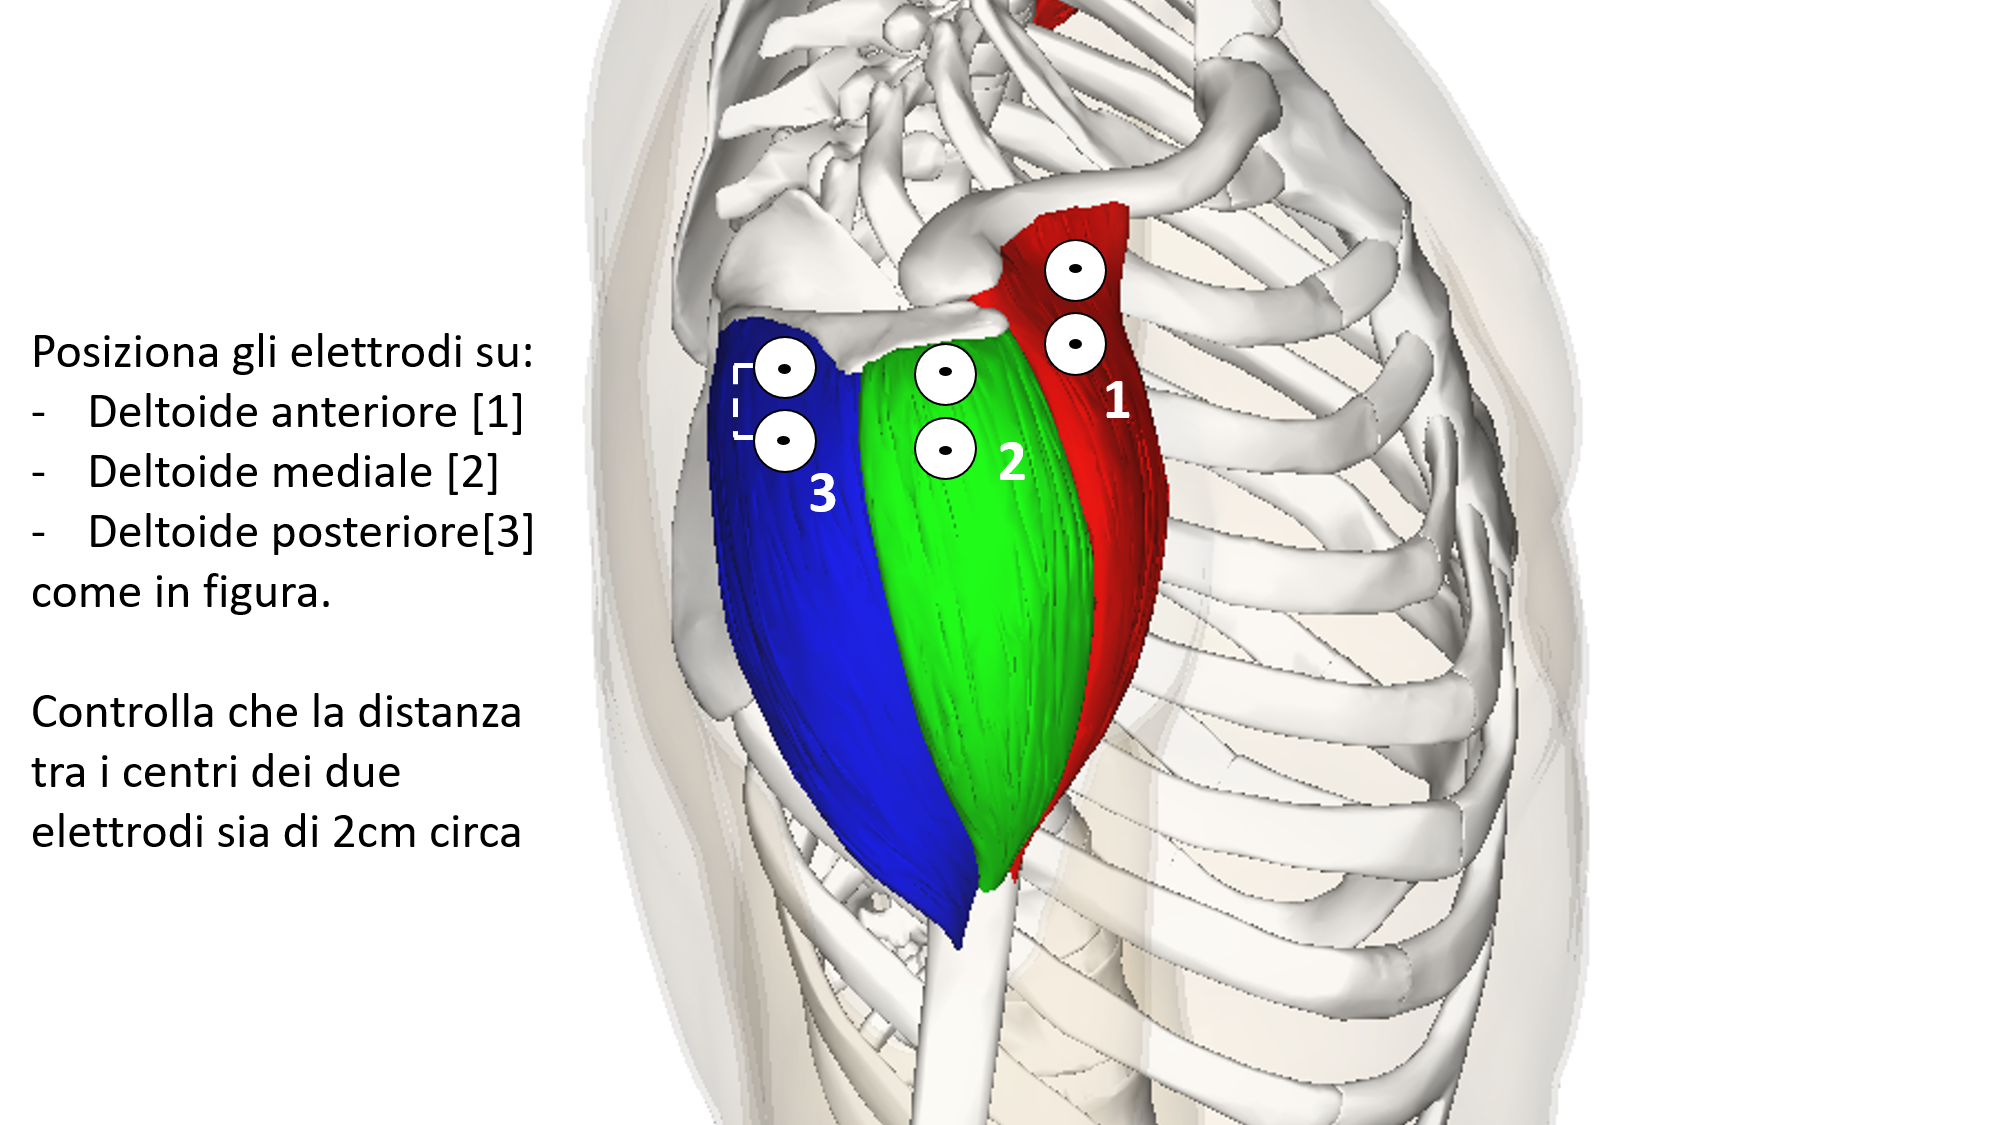 Posiziona gli elettrodi su:
- Deltoide anteriore [1]
- Deltoide mediale [2]
- Deltoide posteriore[3]
come in figura.
Controlla che la distanza
tra i centri dei due
elettrodi sia di 2cm circa
1
2
3